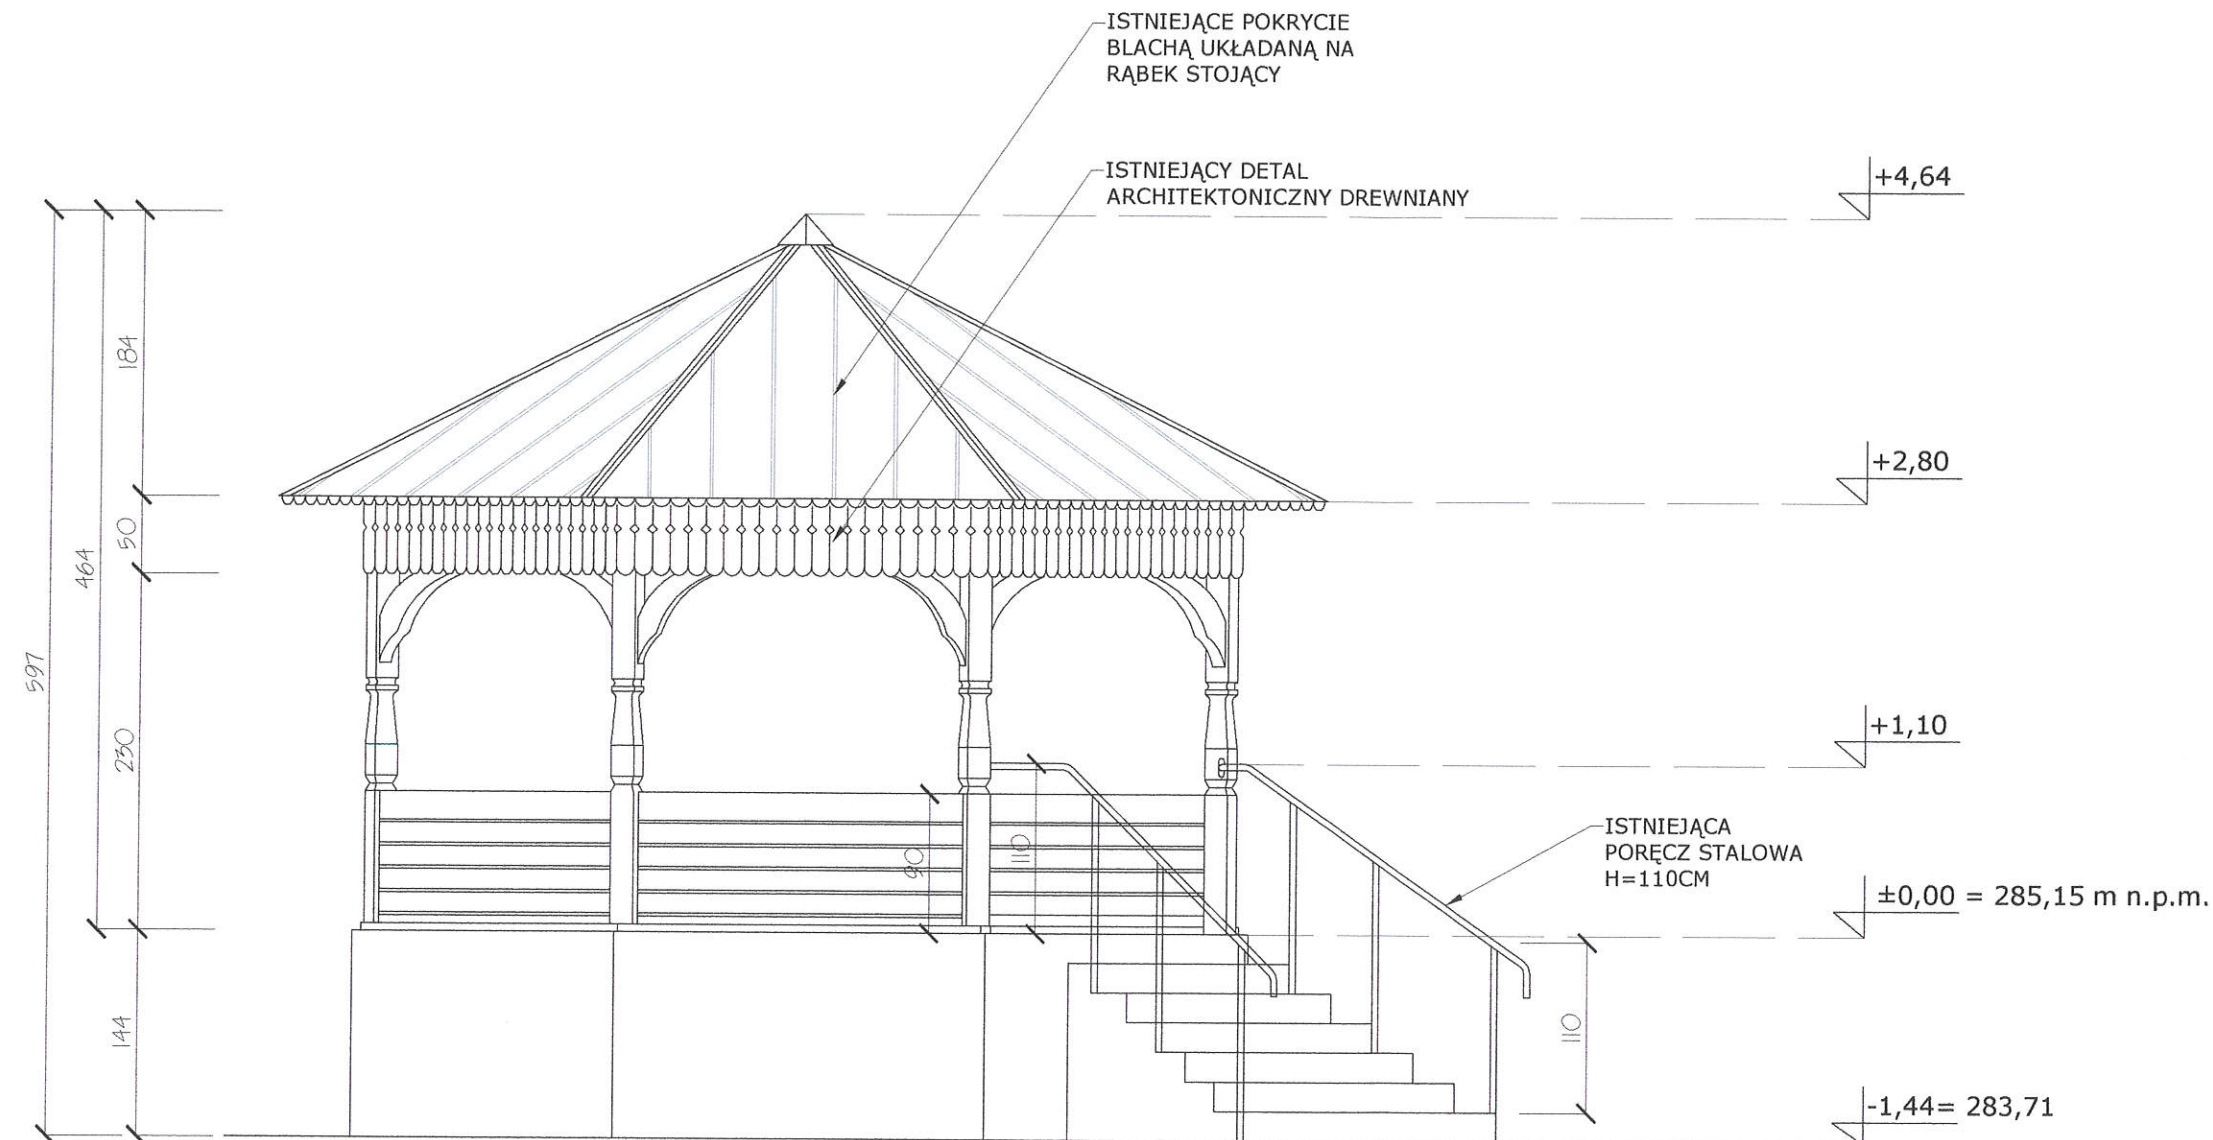 ISTNIEJĄCE POKRYCIE
BLACHĄ UKŁADANĄ NA
RĄBEK STOJĄCY
ISTNIEJĄCY DETAL
ARCHITEKTONICZNY DREWNIANY
+4,64
184
+2,80
50
464
597
230
+1,10
90
110
ISTNIEJĄCA
PORĘCZ STALOWA
H=110CM
±0,00 = 285,15 m n.p.m.
144
110
-1,44= 283,71